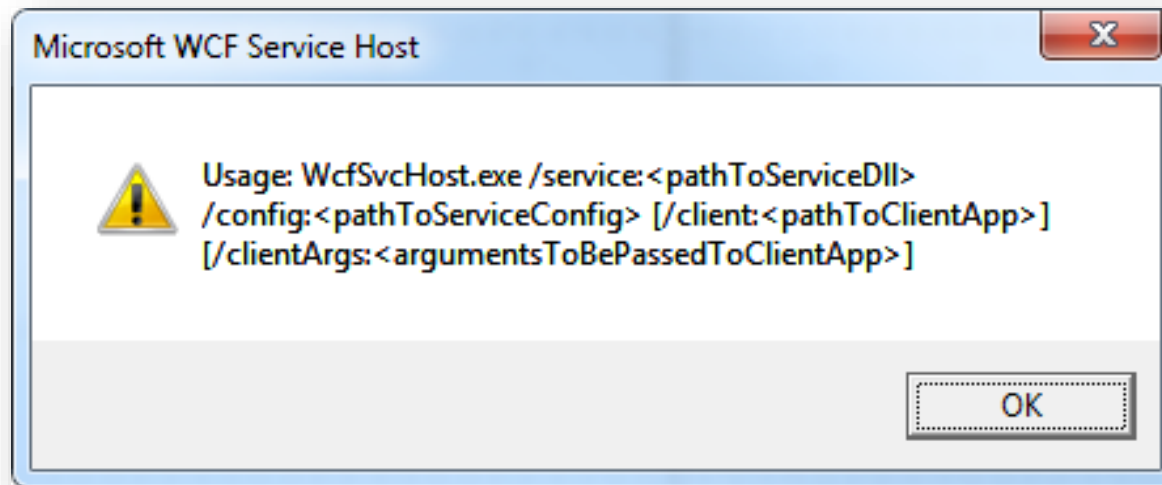 Microsoft WCF Service Host
Usage: WcfSvcHost.exe /service:<pathToServiceDll>
/config:<pathToServiceConfig> [/client:<pathToClientApp>]
[/clientArgs:<argumentsToBePassedToClientApp>]
OK